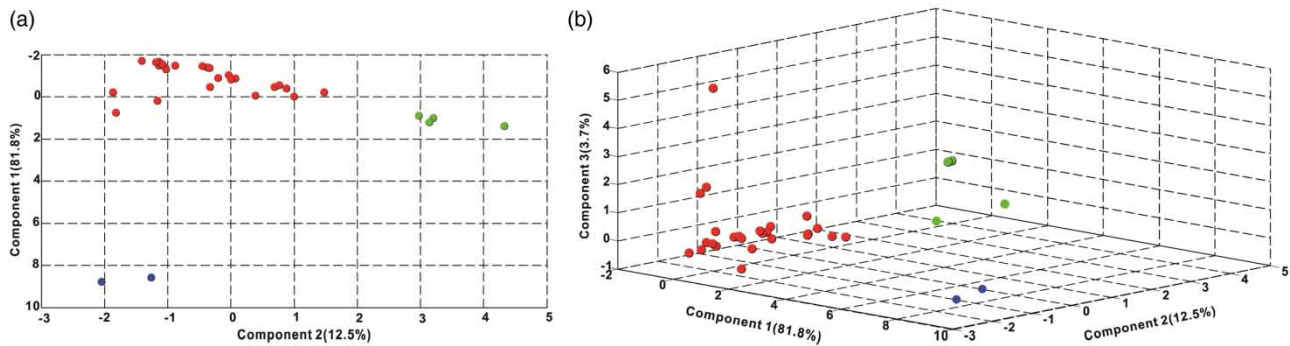 (a)
-2
0
2
4
6
8
10
Component 1(81.8%)
-3 -2 -1 0 1 2 3 4 5
Component 2(12.5%)
(b)
6
5
4
3
2
1
0
-1
Component 3(3.7%)
-2 0 2 4 6 8 10
Component 1(81.8%)
-3 -2 -1 0 1 2 3 4 5
Component 2(12.5%)